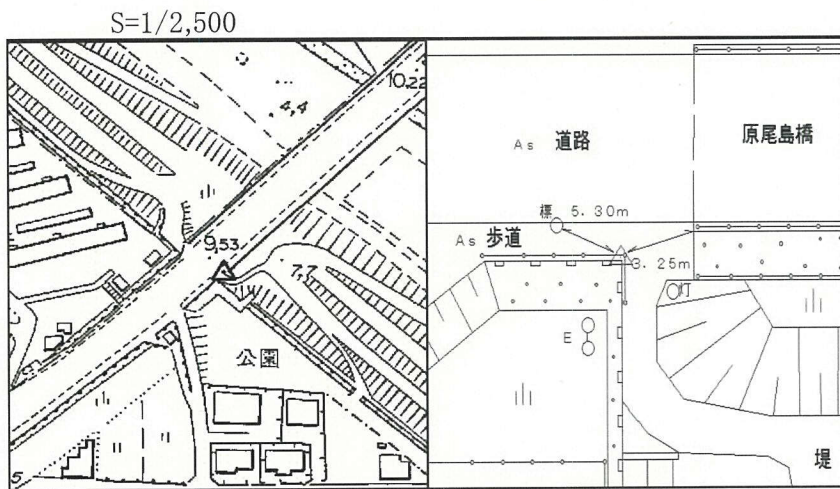 S=1/2,500
10.22
4,4
9,53
7,7
公園
5
As 道路
原尾島橋
標 5.30m
As 歩道
3.25m
灯
E
堤